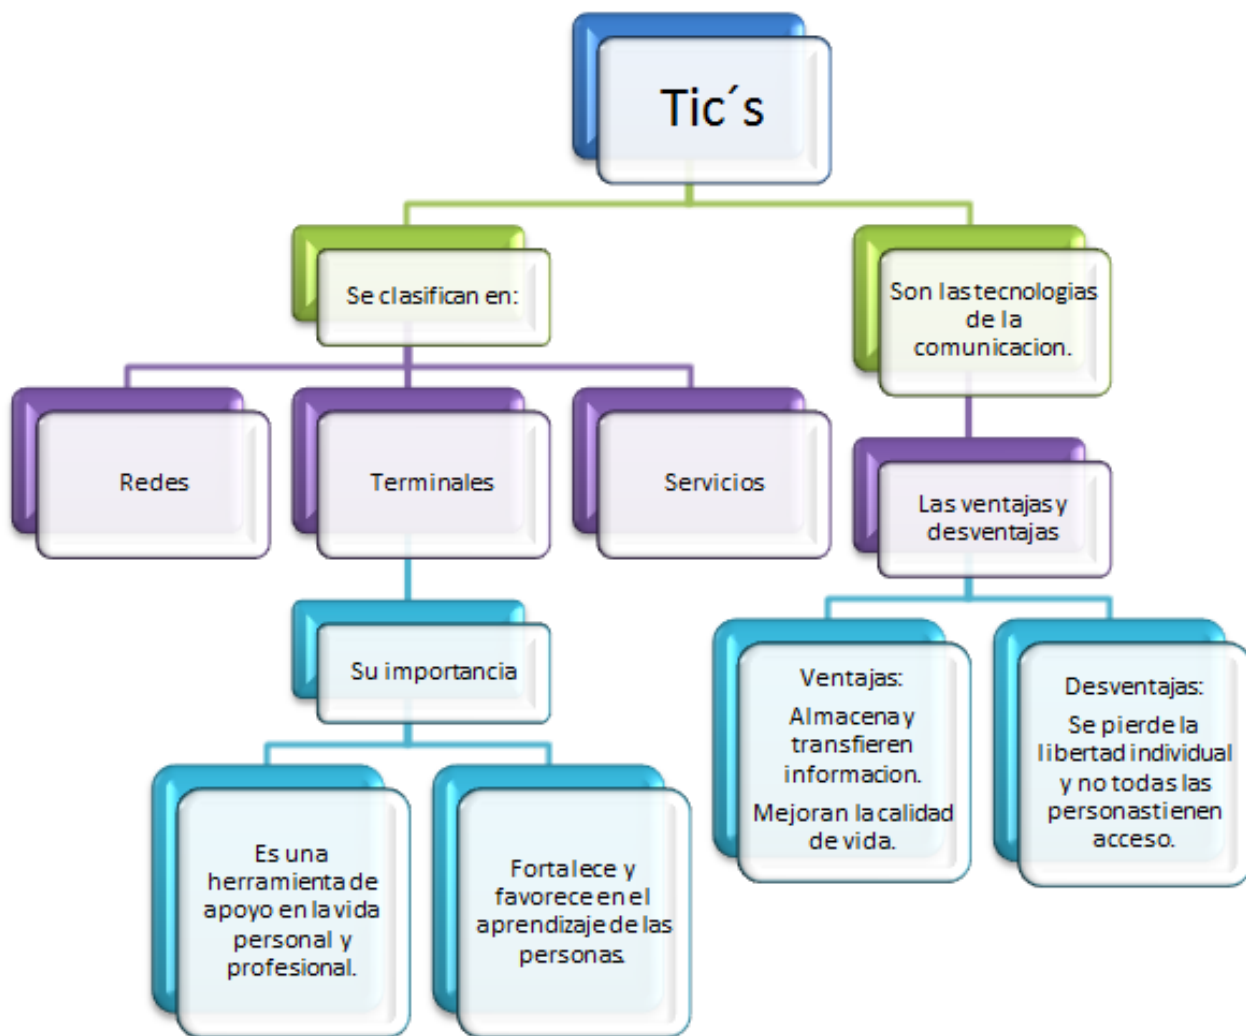 Tic´s
Se clasifican en:
Son las tecnologias
de la
comunicacion.
Redes
Terminales
Servicios
Las ventajas y
desventajas
Su importancia
Ventajas:
Almacena y
transfieren
informacion.
Mejoran la calidad
de vida.
Desventajas:
Se pierde la
libertad individual
y no todas las
personas tienen
acceso.
Es una
herramienta de
apoyo en la vida
personal y
profesional.
Fortalece y
favorece en el
aprendizaje de las
personas.